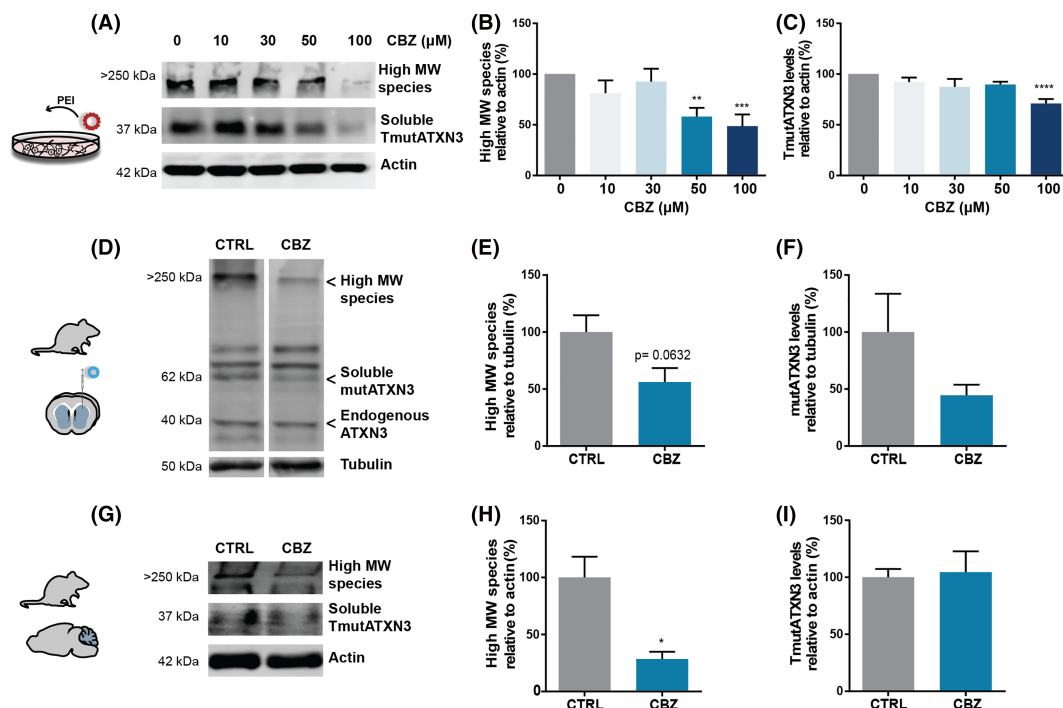 (A)
0 10 30 50 100 CBZ (µM)
>250 kDa
High MW
species
PEI
37 kDa
Soluble
TmutATXN3
42 kDa
Actin
(B)
High MW species
relative to actin (%)
150
100
50
0
** ***
0 10 30 50 100
CBZ (µM)
(C)
TmutATXN3 levels
relative to actin (%)
150
100
50
0
****
0 10 30 50 100
CBZ (µM)
(D)
CTRL CBZ
>250 kDa
< High MW
species
62 kDa
Soluble
< mutATXN3
40 kDa
< Endogenous
ATXN3
50 kDa
Tubulin
(E)
High MW species
relative to tubulin (%)
150
100
50
0
p= 0.0632
CTRL CBZ
(F)
mutATXN3 levels
relative to tubulin (%)
150
100
50
0
CTRL CBZ
(G)
CTRL CBZ
>250 kDa
High MW
species
37 kDa
Soluble
TmutATXN3
42 kDa
Actin
(H)
High MW species
relative to actin (%)
150
100
50
0
*
CTRL CBZ
(I)
TmutATXN3 levels
relative to actin (%)
150
100
50
0
CTRL CBZ